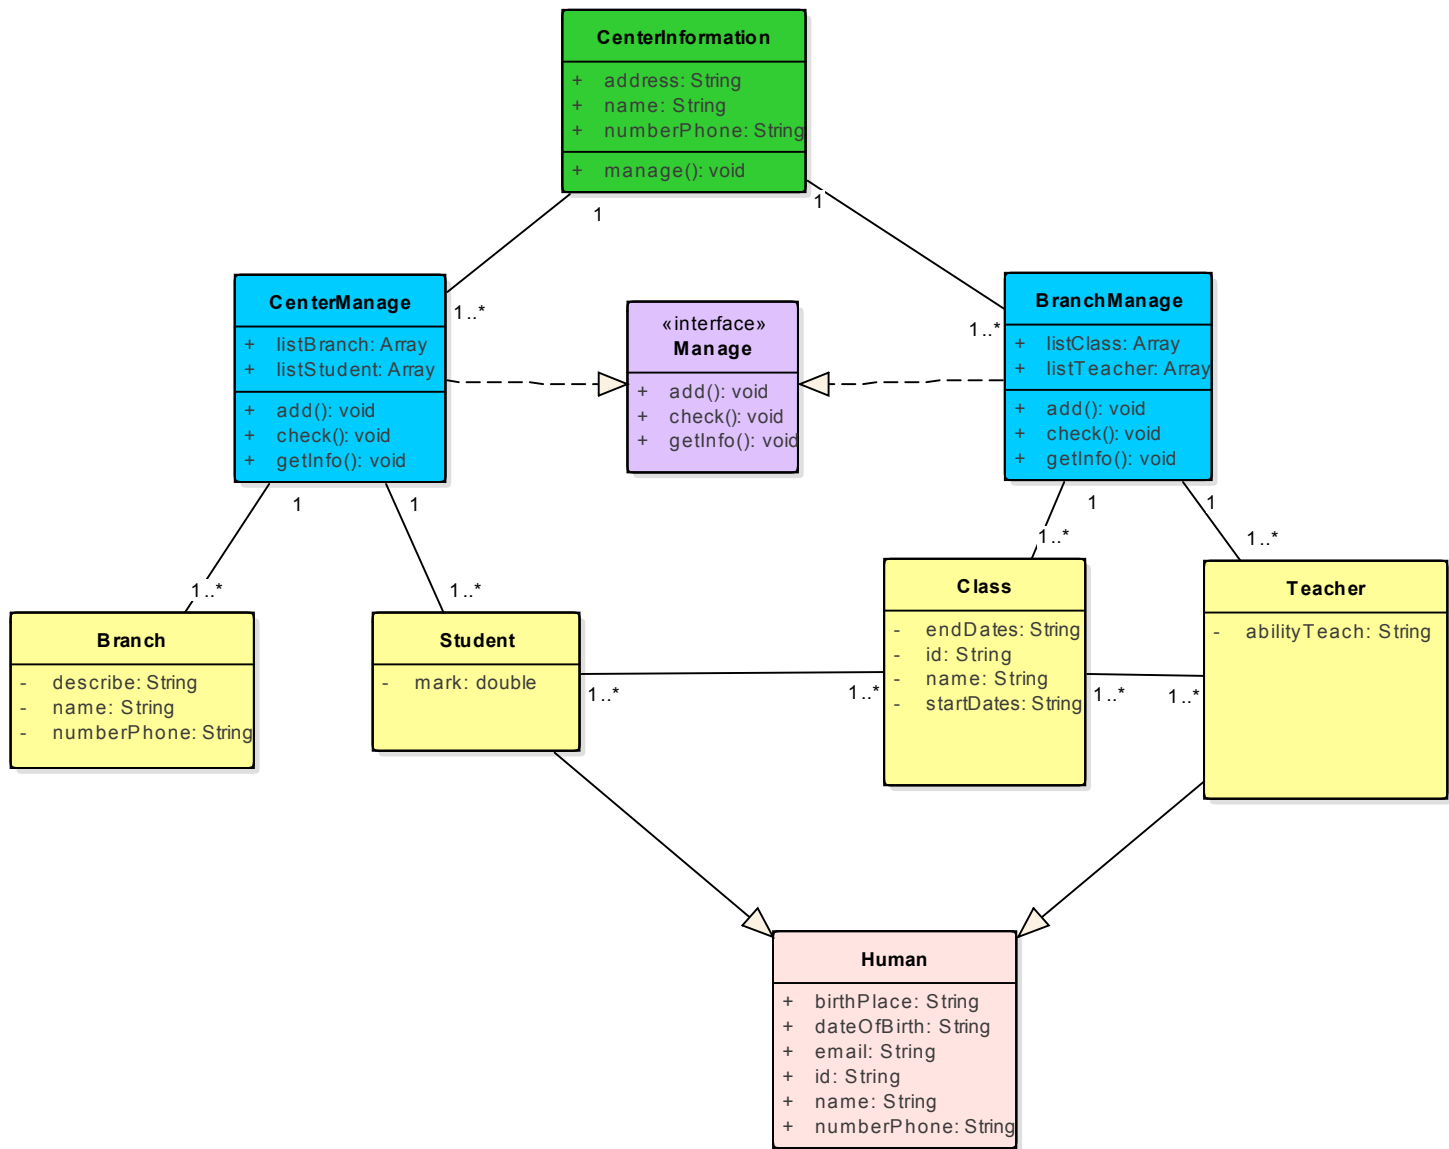 CenterInformation
+ address: String
+ name: String
+ numberPhone: String
+ manage(): void
1
1
CenterManage
+ listBranch: Array
+ listStudent: Array
+ add(): void
+ check(): void
+ getInfo(): void
1..*
«interface»
Manage
+ add(): void
+ check(): void
+ getInfo(): void
1..*
BranchManage
+ listClass: Array
+ listTeacher: Array
+ add(): void
+ check(): void
+ getInfo(): void
1
1
1
1
1..*
1..*
1..*
1..*
Branch
- describe: String
- name: String
- numberPhone: String
Student
- mark: double
1..*
1..*
Class
- endDates: String
- id: String
- name: String
- startDates: String
1..*
1..*
Teacher
- abilityTeach: String
Human
+ birthPlace: String
+ dateOfBirth: String
+ email: String
+ id: String
+ name: String
+ numberPhone: String